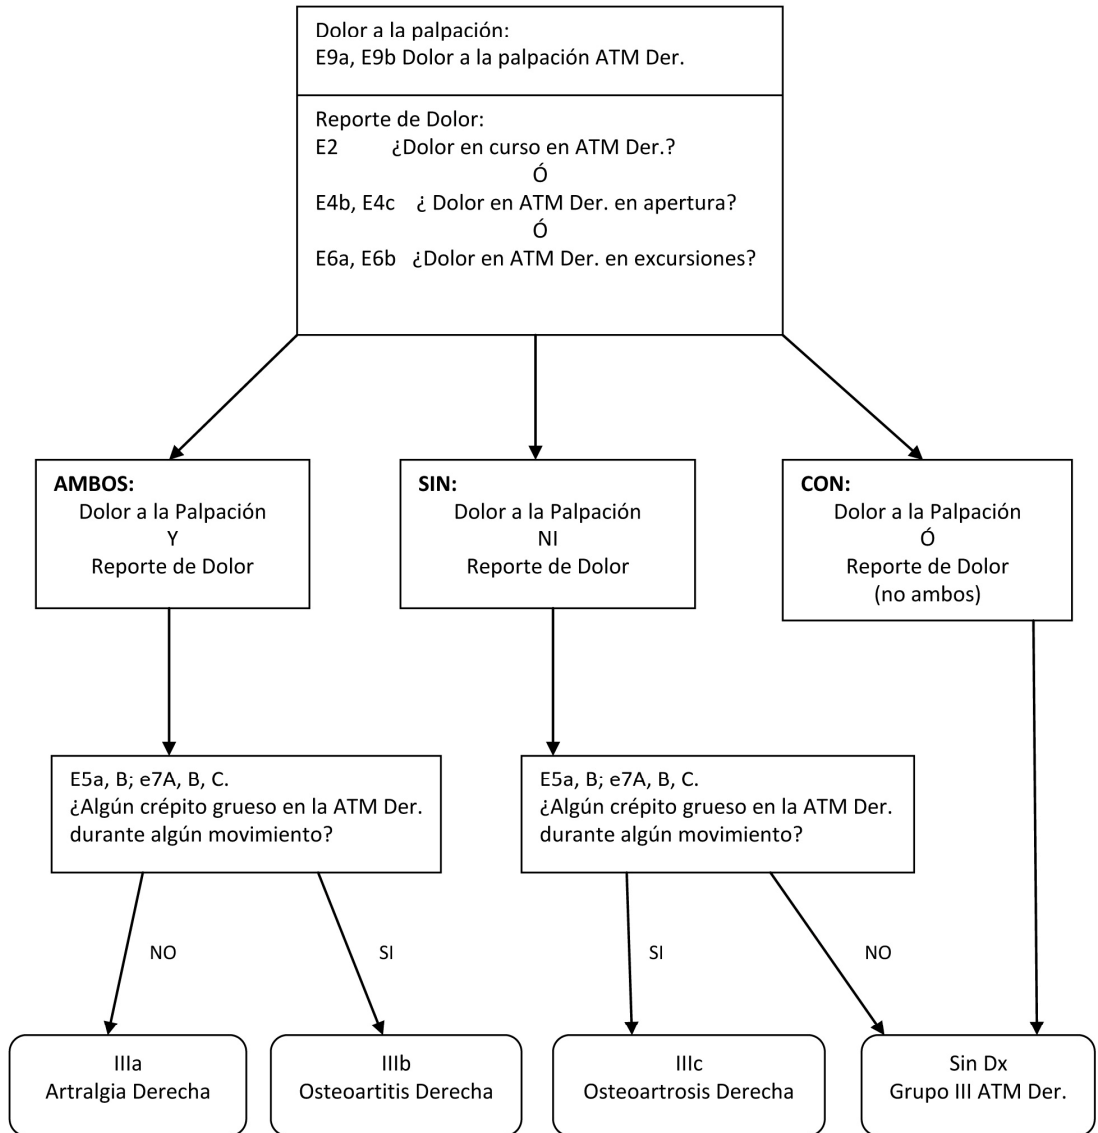 Dolor a la palpación:
E9a, E9b Dolor a la palpación ATM Der.
Reporte de Dolor:
E2 ¿Dolor en curso en ATM Der.?
Ó
E4b, E4c ¿ Dolor en ATM Der. en apertura?
Ó
E6a, E6b ¿Dolor en ATM Der. en excursiones?
AMBOS:
Dolor a la Palpación
Y
Reporte de Dolor
SIN:
Dolor a la Palpación
NI
Reporte de Dolor
CON:
Dolor a la Palpación
Ó
Reporte de Dolor
(no ambos)
E5a, B; e7A, B, C.
¿Algún crépito grueso en la ATM Der.
durante algún movimiento?
E5a, B; e7A, B, C.
¿Algún crépito grueso en la ATM Der.
durante algún movimiento?
NO
SI
SI
NO
IIIa
Artralgia Derecha
IIIb
Osteoartitis Derecha
IIIc
Osteoartrosis Derecha
Sin Dx
Grupo III ATM Der.